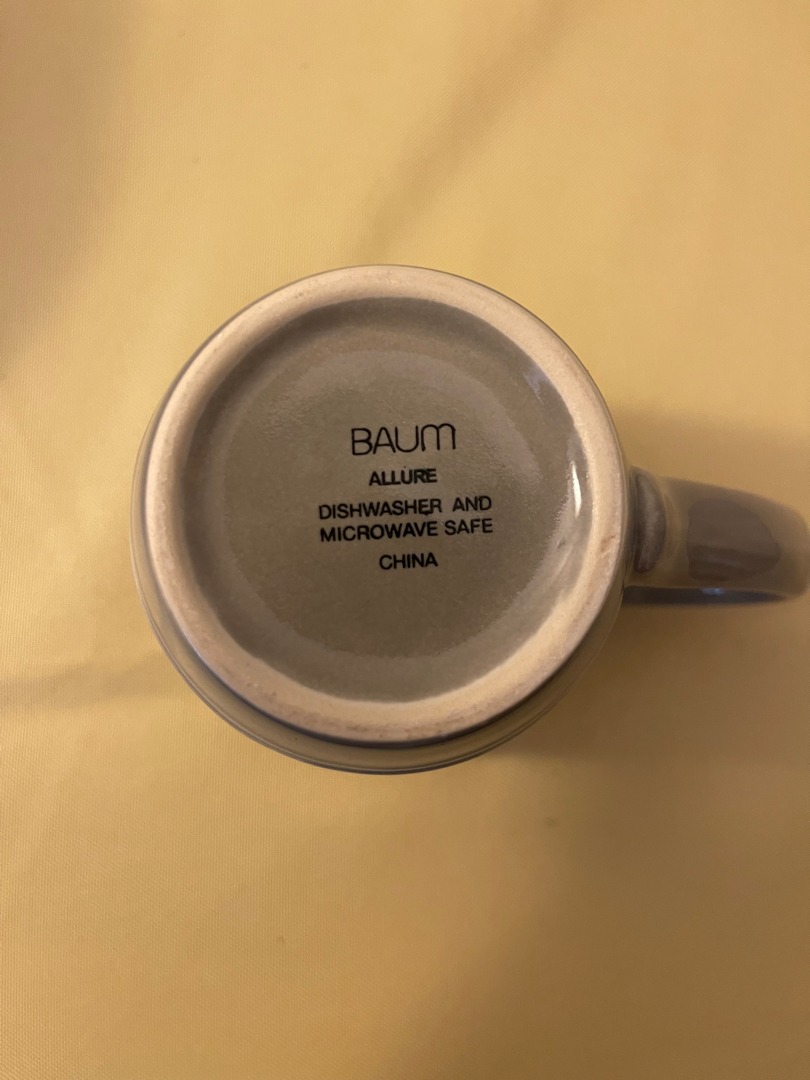 BAUM
ALLURE
DISHWASHER AND
MICROWAVE SAFE
CHINA